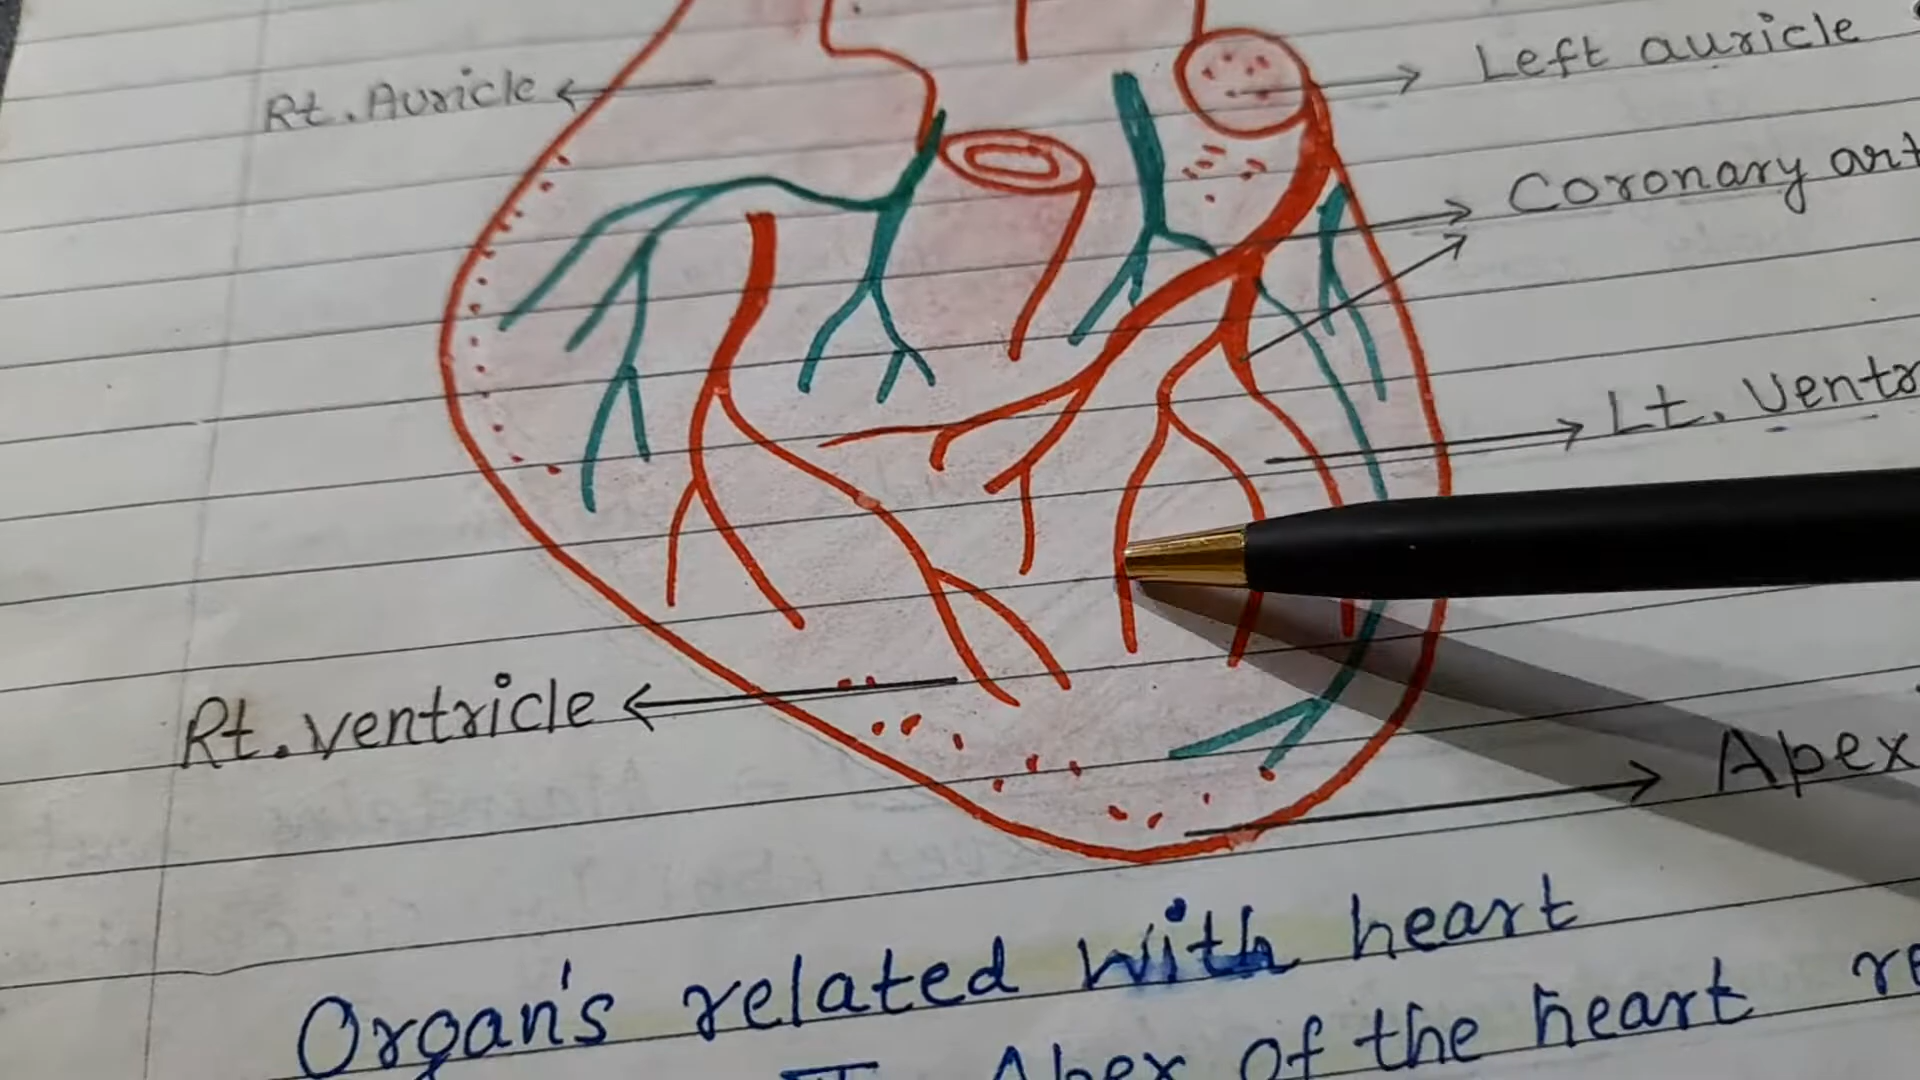 Left auricle
Rt. Auricle
Coronary art
Lt. Ventr
Rt. ventricle
Apex
Organ's related with heart
Apex of the heart re